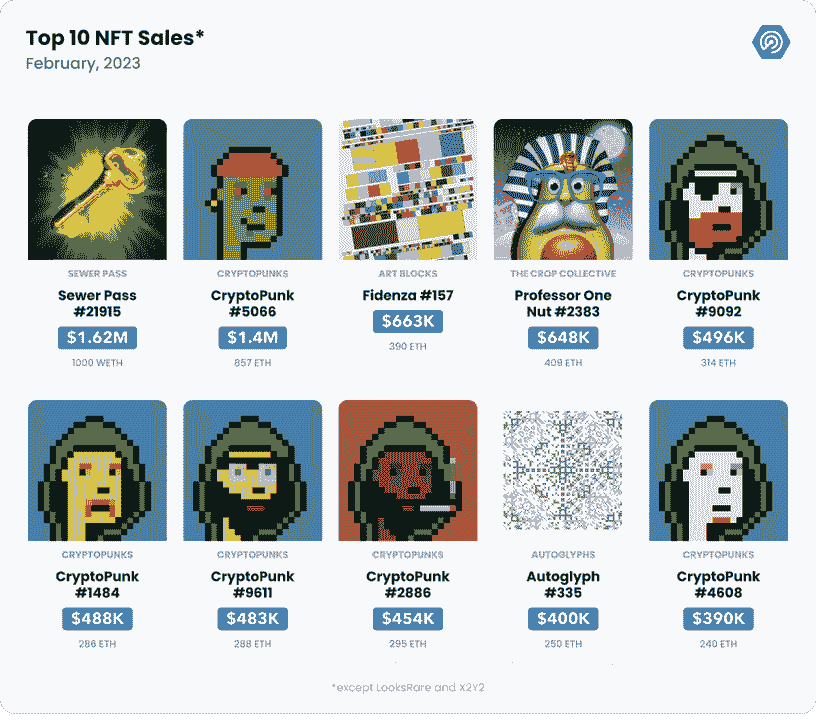 Top 10 NFT Sales*
February, 2023
SEWER PASS
Sewer Pass
#21915
$1.62M
1000 WETH
CRYPTOPUNKS
CryptoPunk
#5066
$1.4M
857 ETH
ART BLOCKS
Fidenza #157
$663K
390 ETH
THE CROP COLLECTIVE
Professor One
Nut #2383
$648K
409 ETH
CRYPTOPUNKS
CryptoPunk
#9092
$496K
314 ETH
CRYPTOPUNKS
CryptoPunk
#1484
$488K
286 ETH
CRYPTOPUNKS
CryptoPunk
#9611
$483K
288 ETH
CRYPTOPUNKS
CryptoPunk
#2886
$454K
295 ETH
AUTOGLYPHS
Autoglyph
#335
$400K
250 ETH
CRYPTOPUNKS
CryptoPunk
#4608
$390K
240 ETH
*except LooksRare and X2Y2